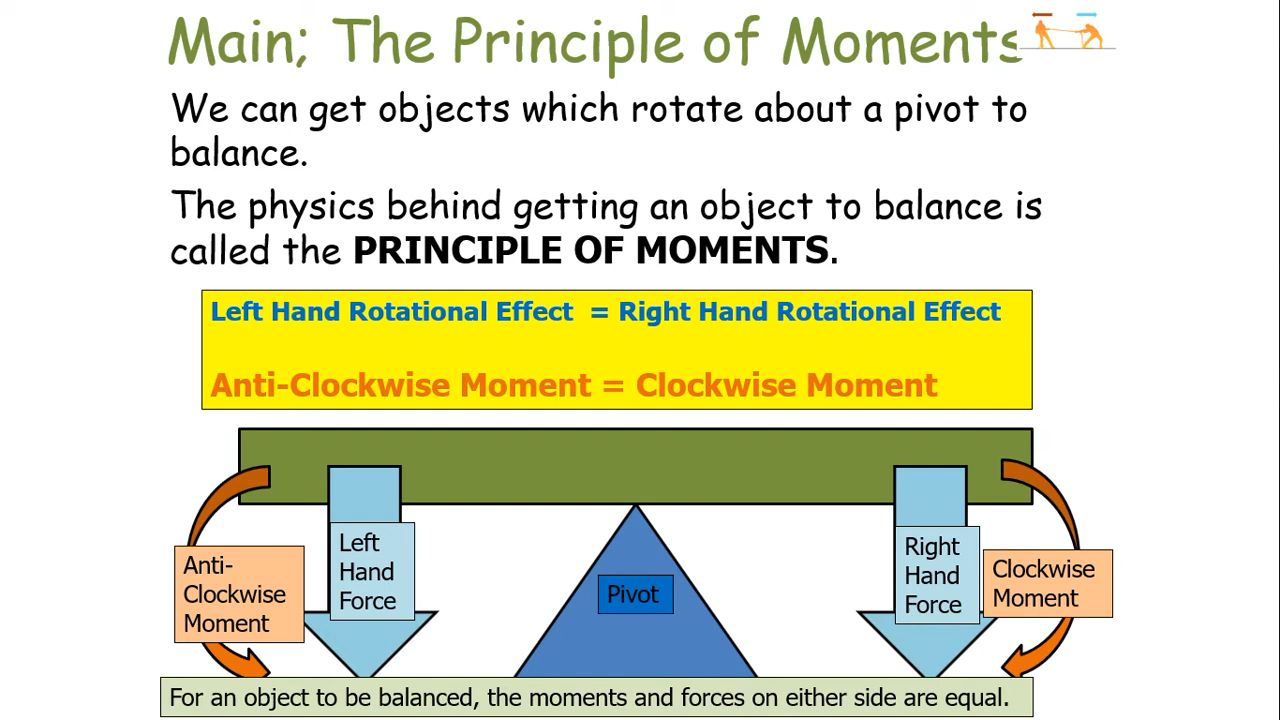 Main; The Principle of Moments
We can get objects which rotate about a pivot to
balance.
The physics behind getting an object to balance is
called the PRINCIPLE OF MOMENTS.
Left Hand Rotational Effect = Right Hand Rotational Effect
Anti-Clockwise Moment = Clockwise Moment
Anti-
Clockwise
Moment
Left
Hand
Force
Pivot
Right
Hand
Force
Clockwise
Moment
For an object to be balanced, the moments and forces on either side are equal.